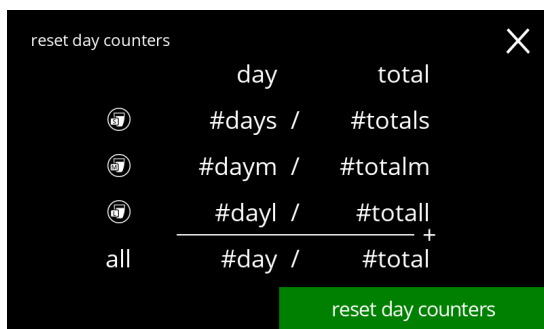 reset day counters
day total
S #days / #totals
M #daym / #totalm
L #dayl / #totall
+
all #day / #total
reset day counters